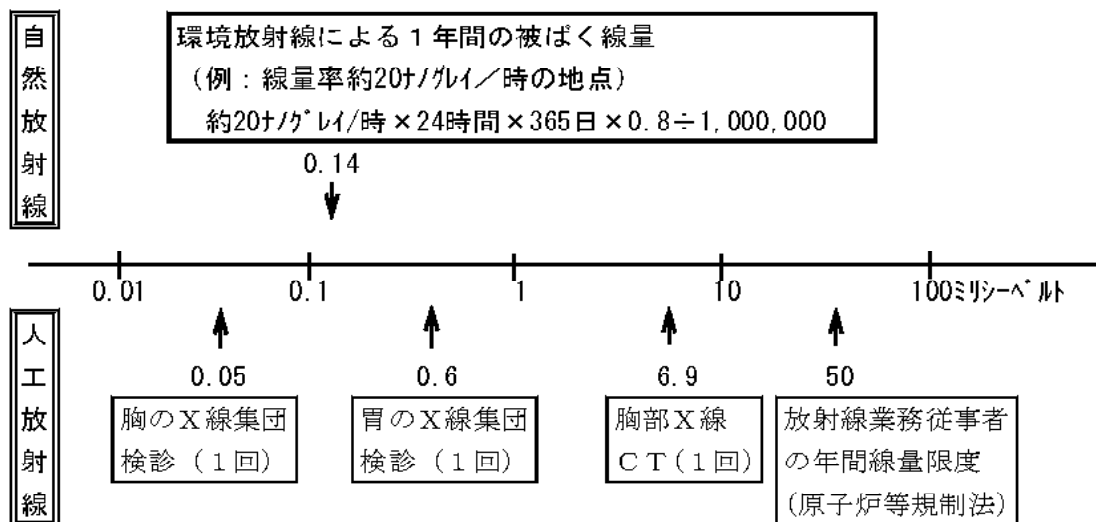 自然放射線
環境放射線による1年間の被ばく線量
(例：線量率約20ﾅﾉｸﾞﾚｲ／時の地点)
約20ﾅﾉｸﾞﾚｲ/時×24時間×365日×0.8÷1,000,000
0.14
0.01 0.1 1 10 100ﾐﾘｼｰﾍﾞﾙﾄ
人工放射線
0.05
胸のＸ線集団
検診（１回）
0.6
胃のＸ線集団
検診（１回）
6.9
胸部Ｘ線
ＣＴ(１回)
50
放射線業務従事者
の年間線量限度
(原子炉等規制法)